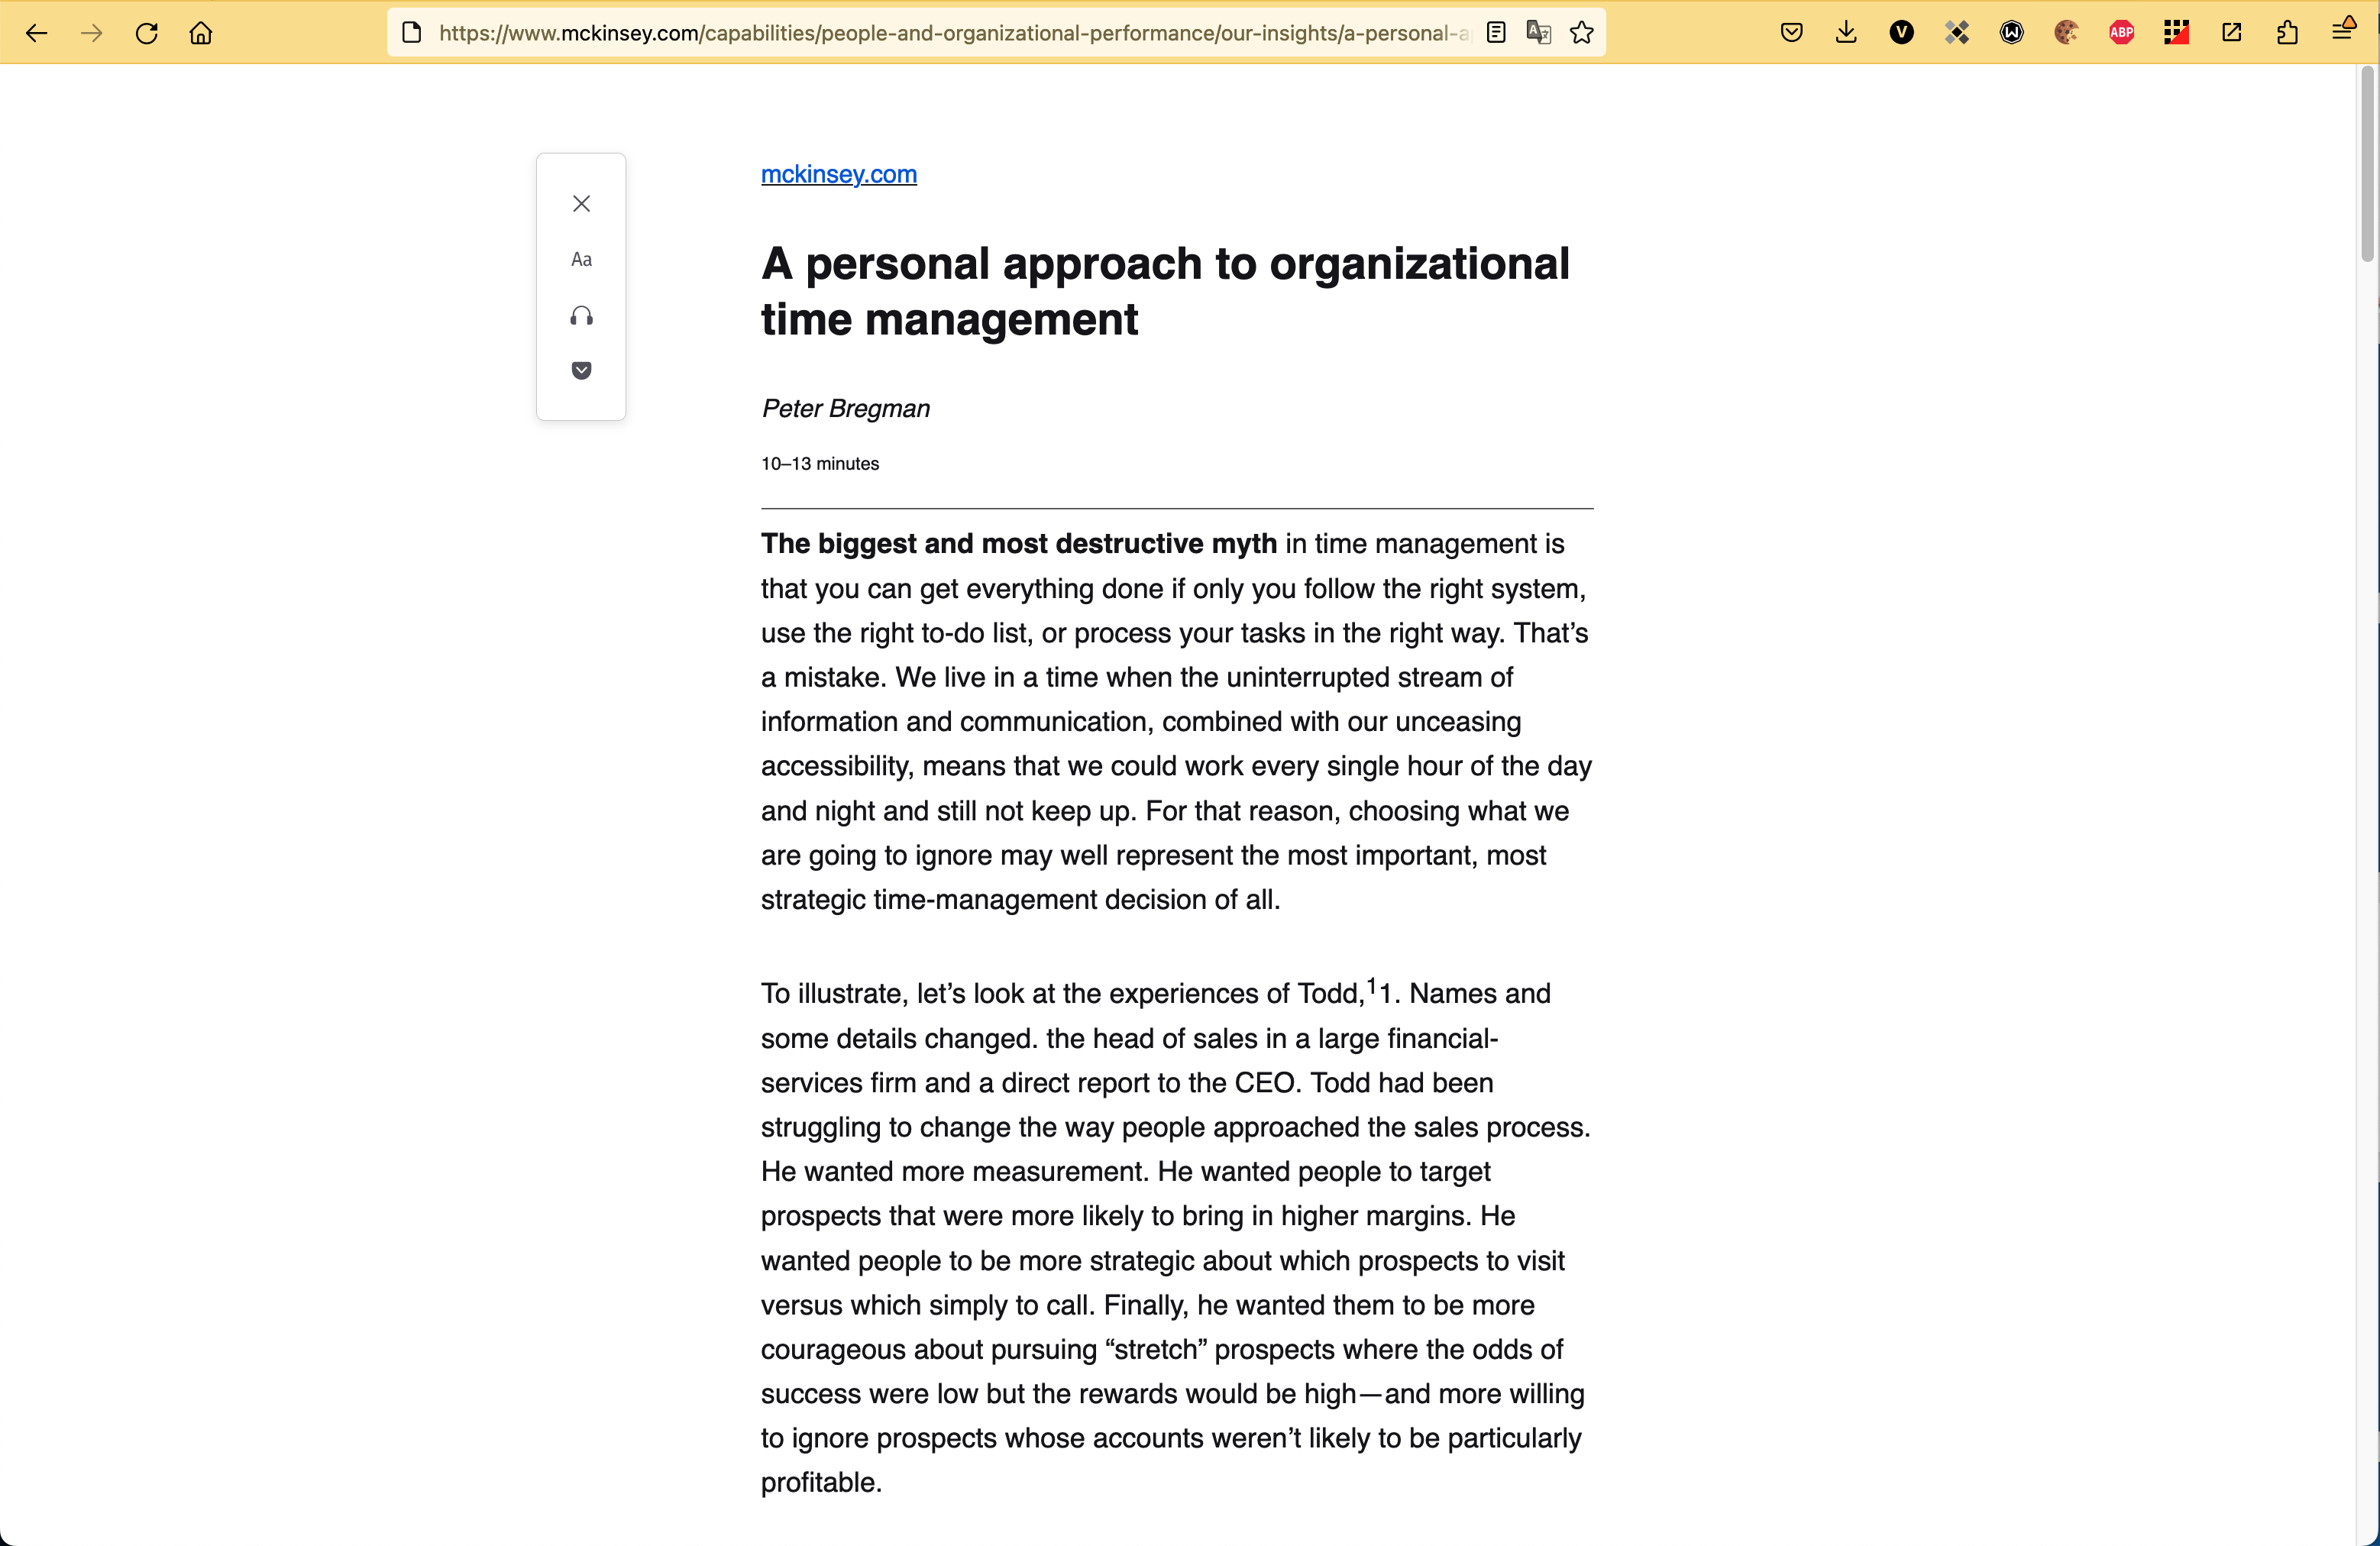 https://www.mckinsey.com/capabilities/people-and-organizational-performance/our-insights/a-personal-a
V
W
ABP
mckinsey.com
Aa
A personal approach to organizational
time management
Peter Bregman
10–13 minutes
The biggest and most destructive myth in time management is
that you can get everything done if only you follow the right system,
use the right to-do list, or process your tasks in the right way. That’s
a mistake. We live in a time when the uninterrupted stream of
information and communication, combined with our unceasing
accessibility, means that we could work every single hour of the day
and night and still not keep up. For that reason, choosing what we
are going to ignore may well represent the most important, most
strategic time-management decision of all.
To illustrate, let’s look at the experiences of Todd,¹1. Names and
some details changed. the head of sales in a large financial-
services firm and a direct report to the CEO. Todd had been
struggling to change the way people approached the sales process.
He wanted more measurement. He wanted people to target
prospects that were more likely to bring in higher margins. He
wanted people to be more strategic about which prospects to visit
versus which simply to call. Finally, he wanted them to be more
courageous about pursuing “stretch” prospects where the odds of
success were low but the rewards would be high—and more willing
to ignore prospects whose accounts weren’t likely to be particularly
profitable.